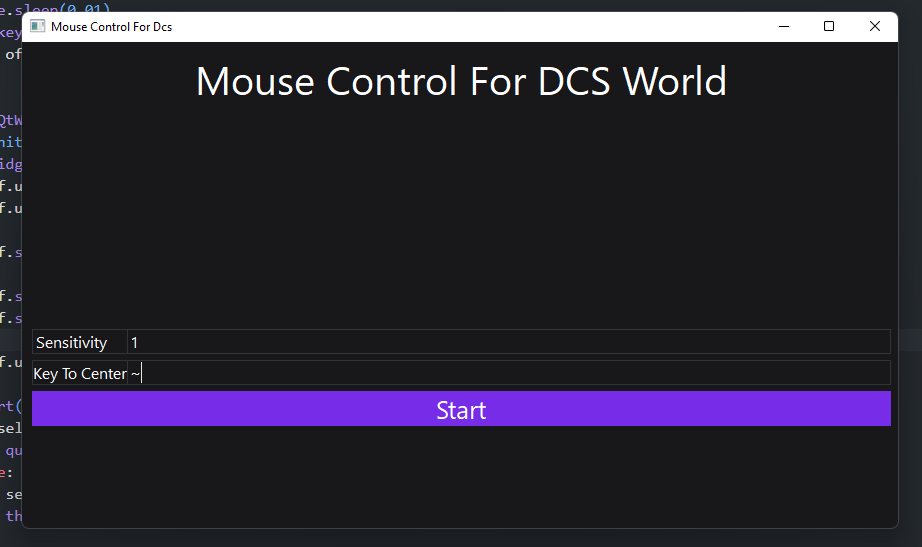 e.sleep(0.01)
Mouse Control For Dcs
key
of
Mouse Control For DCS World
QtW
nit
idg
f.u
f.u
f.s
f.s
f.s
Sensitivity 1
f.u
Key To Center ~
rt(
Start
sel
qu
e:
se
th